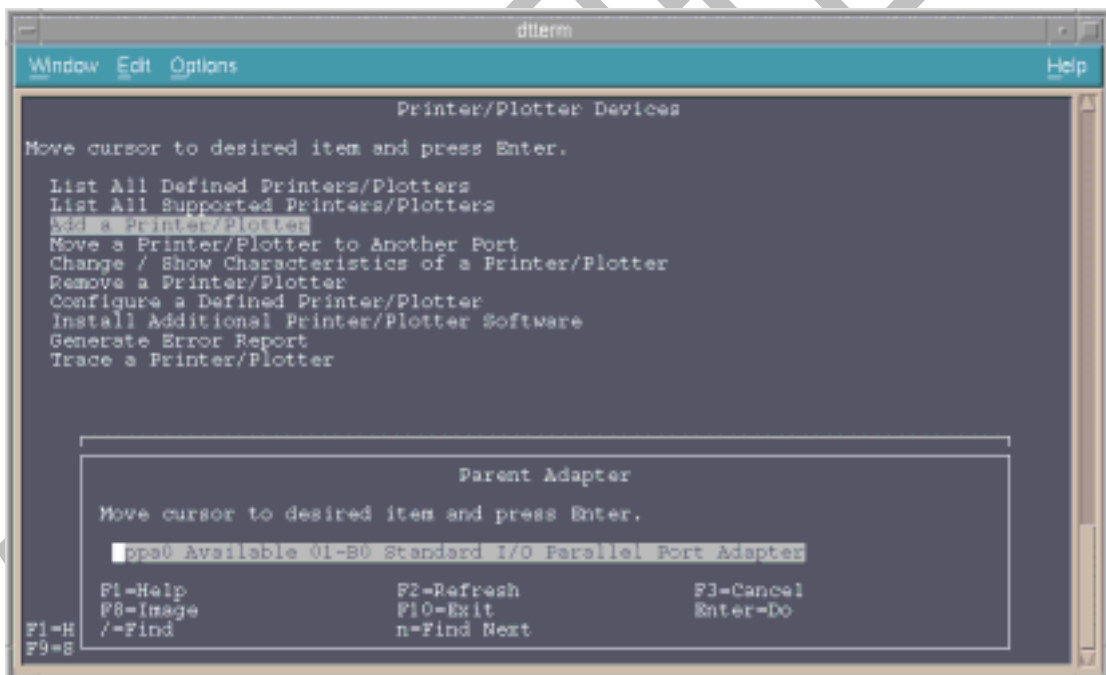 dtterm
Window Edit Options Help
Printer/Plotter Devices
Move cursor to desired item and press Enter.
List All Defined Printers/Plotters
List All Supported Printers/Plotters
Add a Printer/Plotter
Move a Printer/Plotter to Another Port
Change / Show Characteristics of a Printer/Plotter
Remove a Printer/Plotter
Configure a Defined Printer/Plotter
Install Additional Printer/Plotter Software
Generate Error Report
Trace a Printer/Plotter
Parent Adapter
Move cursor to desired item and press Enter.
ppa0 Available 01-B0 Standard I/O Parallel Port Adapter
F1=Help F2=Refresh F3=Cancel
F8=Image F10=Exit Enter=Do
F1=H /=Find n=Find Next
F9=S